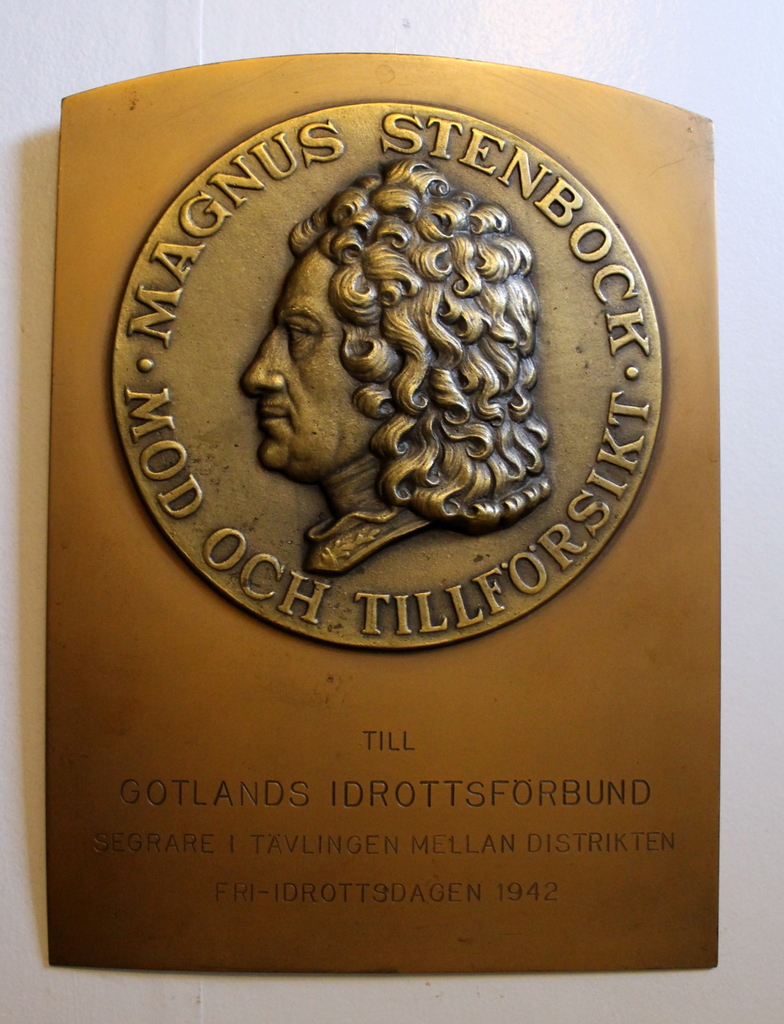 · MAGNUS STENBOCK ·
MOD OCH TILLFÖRSIKT
TILL
GOTLANDS IDROTTSFÖRBUND
SEGRARE I TÄVLINGEN MELLAN DISTRIKTEN
FRI-IDROTTSDAGEN 1942